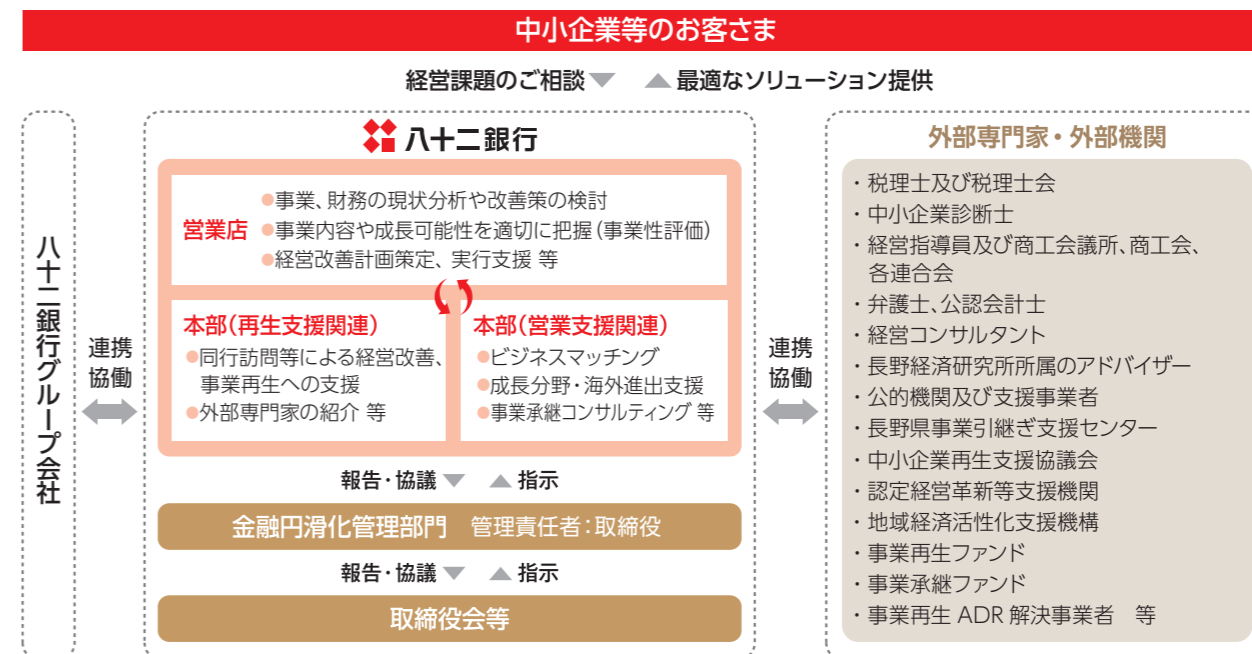 中小企業等のお客さま
経営課題のご相談▼ ▲最適なソリューション提供
八十二銀行グループ会社
連携
協働
八十二銀行
営業店
●事業、財務の現状分析や改善策の検討
●事業内容や成長可能性を適切に把握(事業性評価)
●経営改善計画策定、実行支援 等
本部(再生支援関連)
●同行訪問等による経営改善、
事業再生への支援
●外部専門家の紹介 等
本部(営業支援関連)
●ビジネスマッチング
●成長分野・海外進出支援
●事業承継コンサルティング 等
報告・協議▼ ▲指示
金融円滑化管理部門 管理責任者:取締役
報告・協議▼ ▲指示
取締役会等
連携
協働
外部専門家・外部機関
・税理士及び税理士会
・中小企業診断士
・経営指導員及び商工会議所、商工会、
各連合会
・弁護士、公認会計士
・経営コンサルタント
・長野経済研究所所属のアドバイザー
・公的機関及び支援事業者
・長野県事業引継ぎ支援センター
・中小企業再生支援協議会
・認定経営革新等支援機関
・地域経済活性化支援機構
・事業再生ファンド
・事業承継ファンド
・事業再生 ADR 解決事業者 等